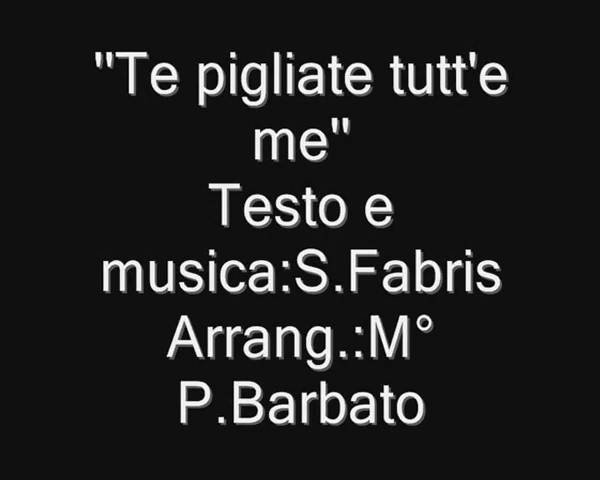 "Te pigliate tutt'e
me"
Testo e
musica:S.Fabris
Arrang.:M°
P.Barbato